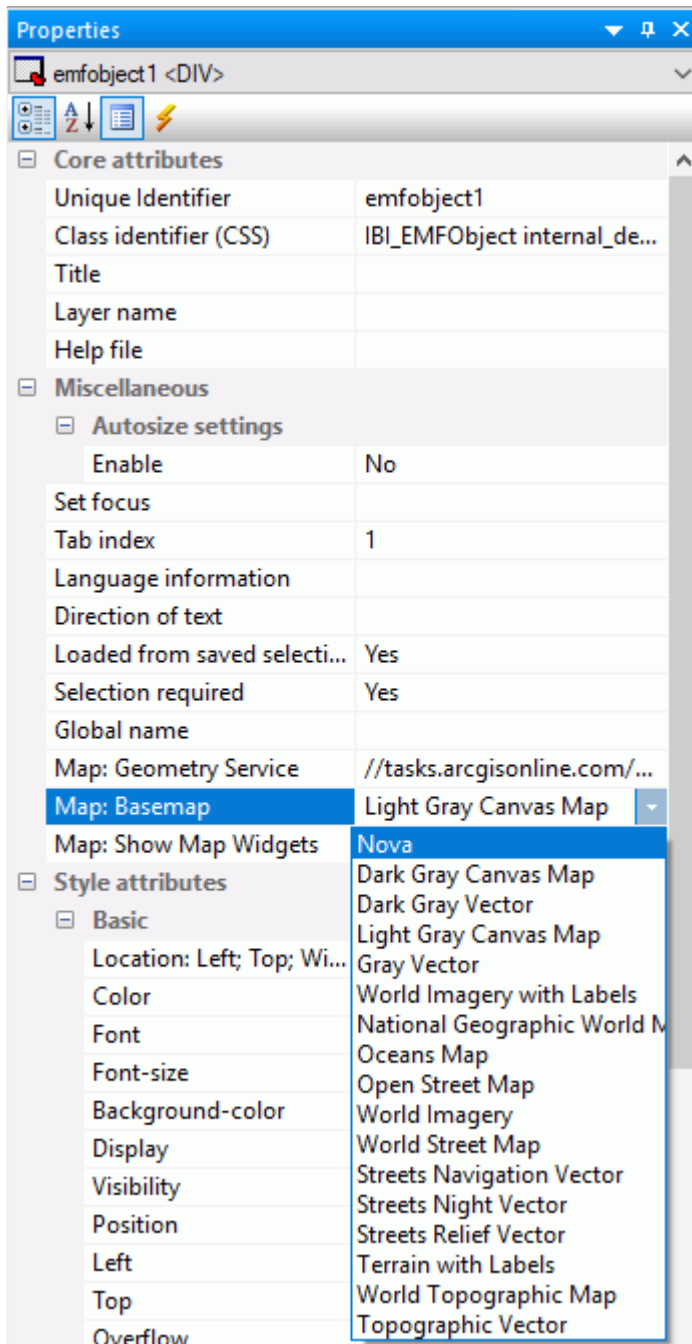 Properties
emfobject1 <DIV>
Core attributes
Unique Identifier emfobject1
Class identifier (CSS) IBI_EMFObject internal_de...
Title
Layer name
Help file
Miscellaneous
Autosize settings
Enable No
Set focus
Tab index 1
Language information
Direction of text
Loaded from saved selecti... Yes
Selection required Yes
Global name
Map: Geometry Service //tasks.arcgisonline.com/...
Map: Basemap Light Gray Canvas Map
Map: Show Map Widgets
Style attributes
Basic
Location: Left; Top; Wi...
Color
Font
Font-size
Background-color
Display
Visibility
Position
Left
Top
Overflow
Nova
Dark Gray Canvas Map
Dark Gray Vector
Light Gray Canvas Map
Gray Vector
World Imagery with Labels
National Geographic World M
Oceans Map
Open Street Map
World Imagery
World Street Map
Streets Navigation Vector
Streets Night Vector
Streets Relief Vector
Terrain with Labels
World Topographic Map
Topographic Vector